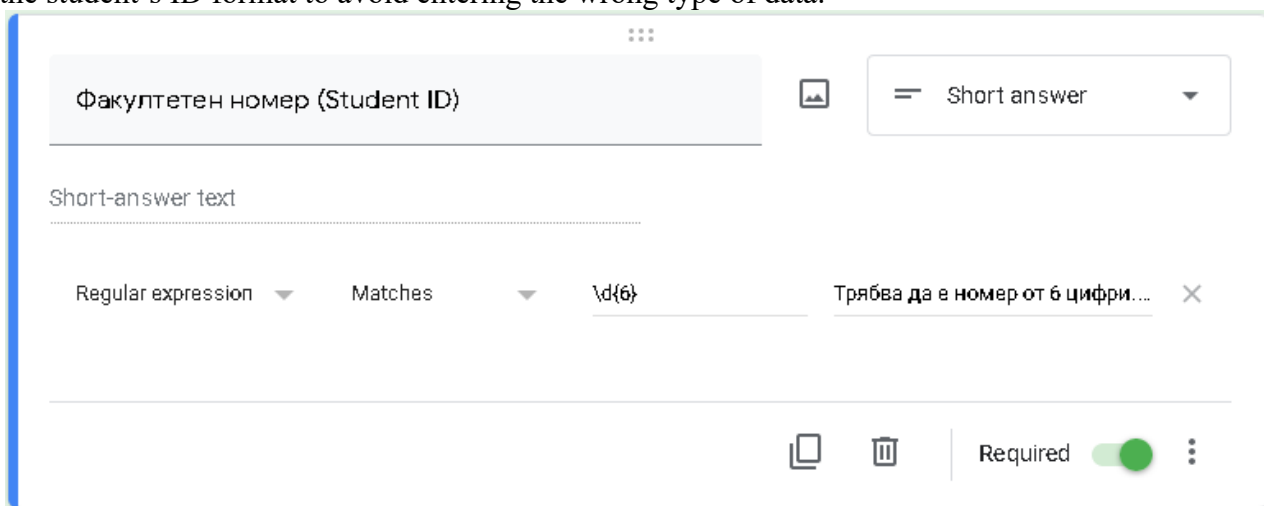 the student's ID format to avoid entering the wrong type of data.
Факултетен номер (Student ID)
Short answer
Short-answer text
Regular expression Matches \d{6} Трябва да е номер от 6 цифри....
Required